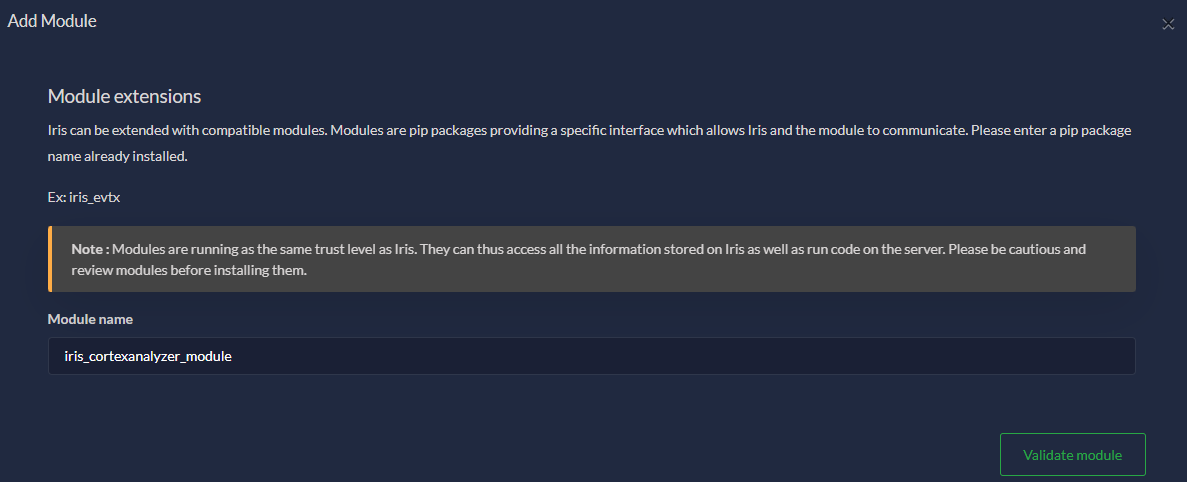 Add Module
Module extensions
Iris can be extended with compatible modules. Modules are pip packages providing a specific interface which allows Iris and the module to communicate. Please enter a pip package
name already installed.
Ex: iris_evtx
Note : Modules are running as the same trust level as Iris. They can thus access all the information stored on Iris as well as run code on the server. Please be cautious and
review modules before installing them.
Module name
iris_cortexanalyzer_module
Validate module